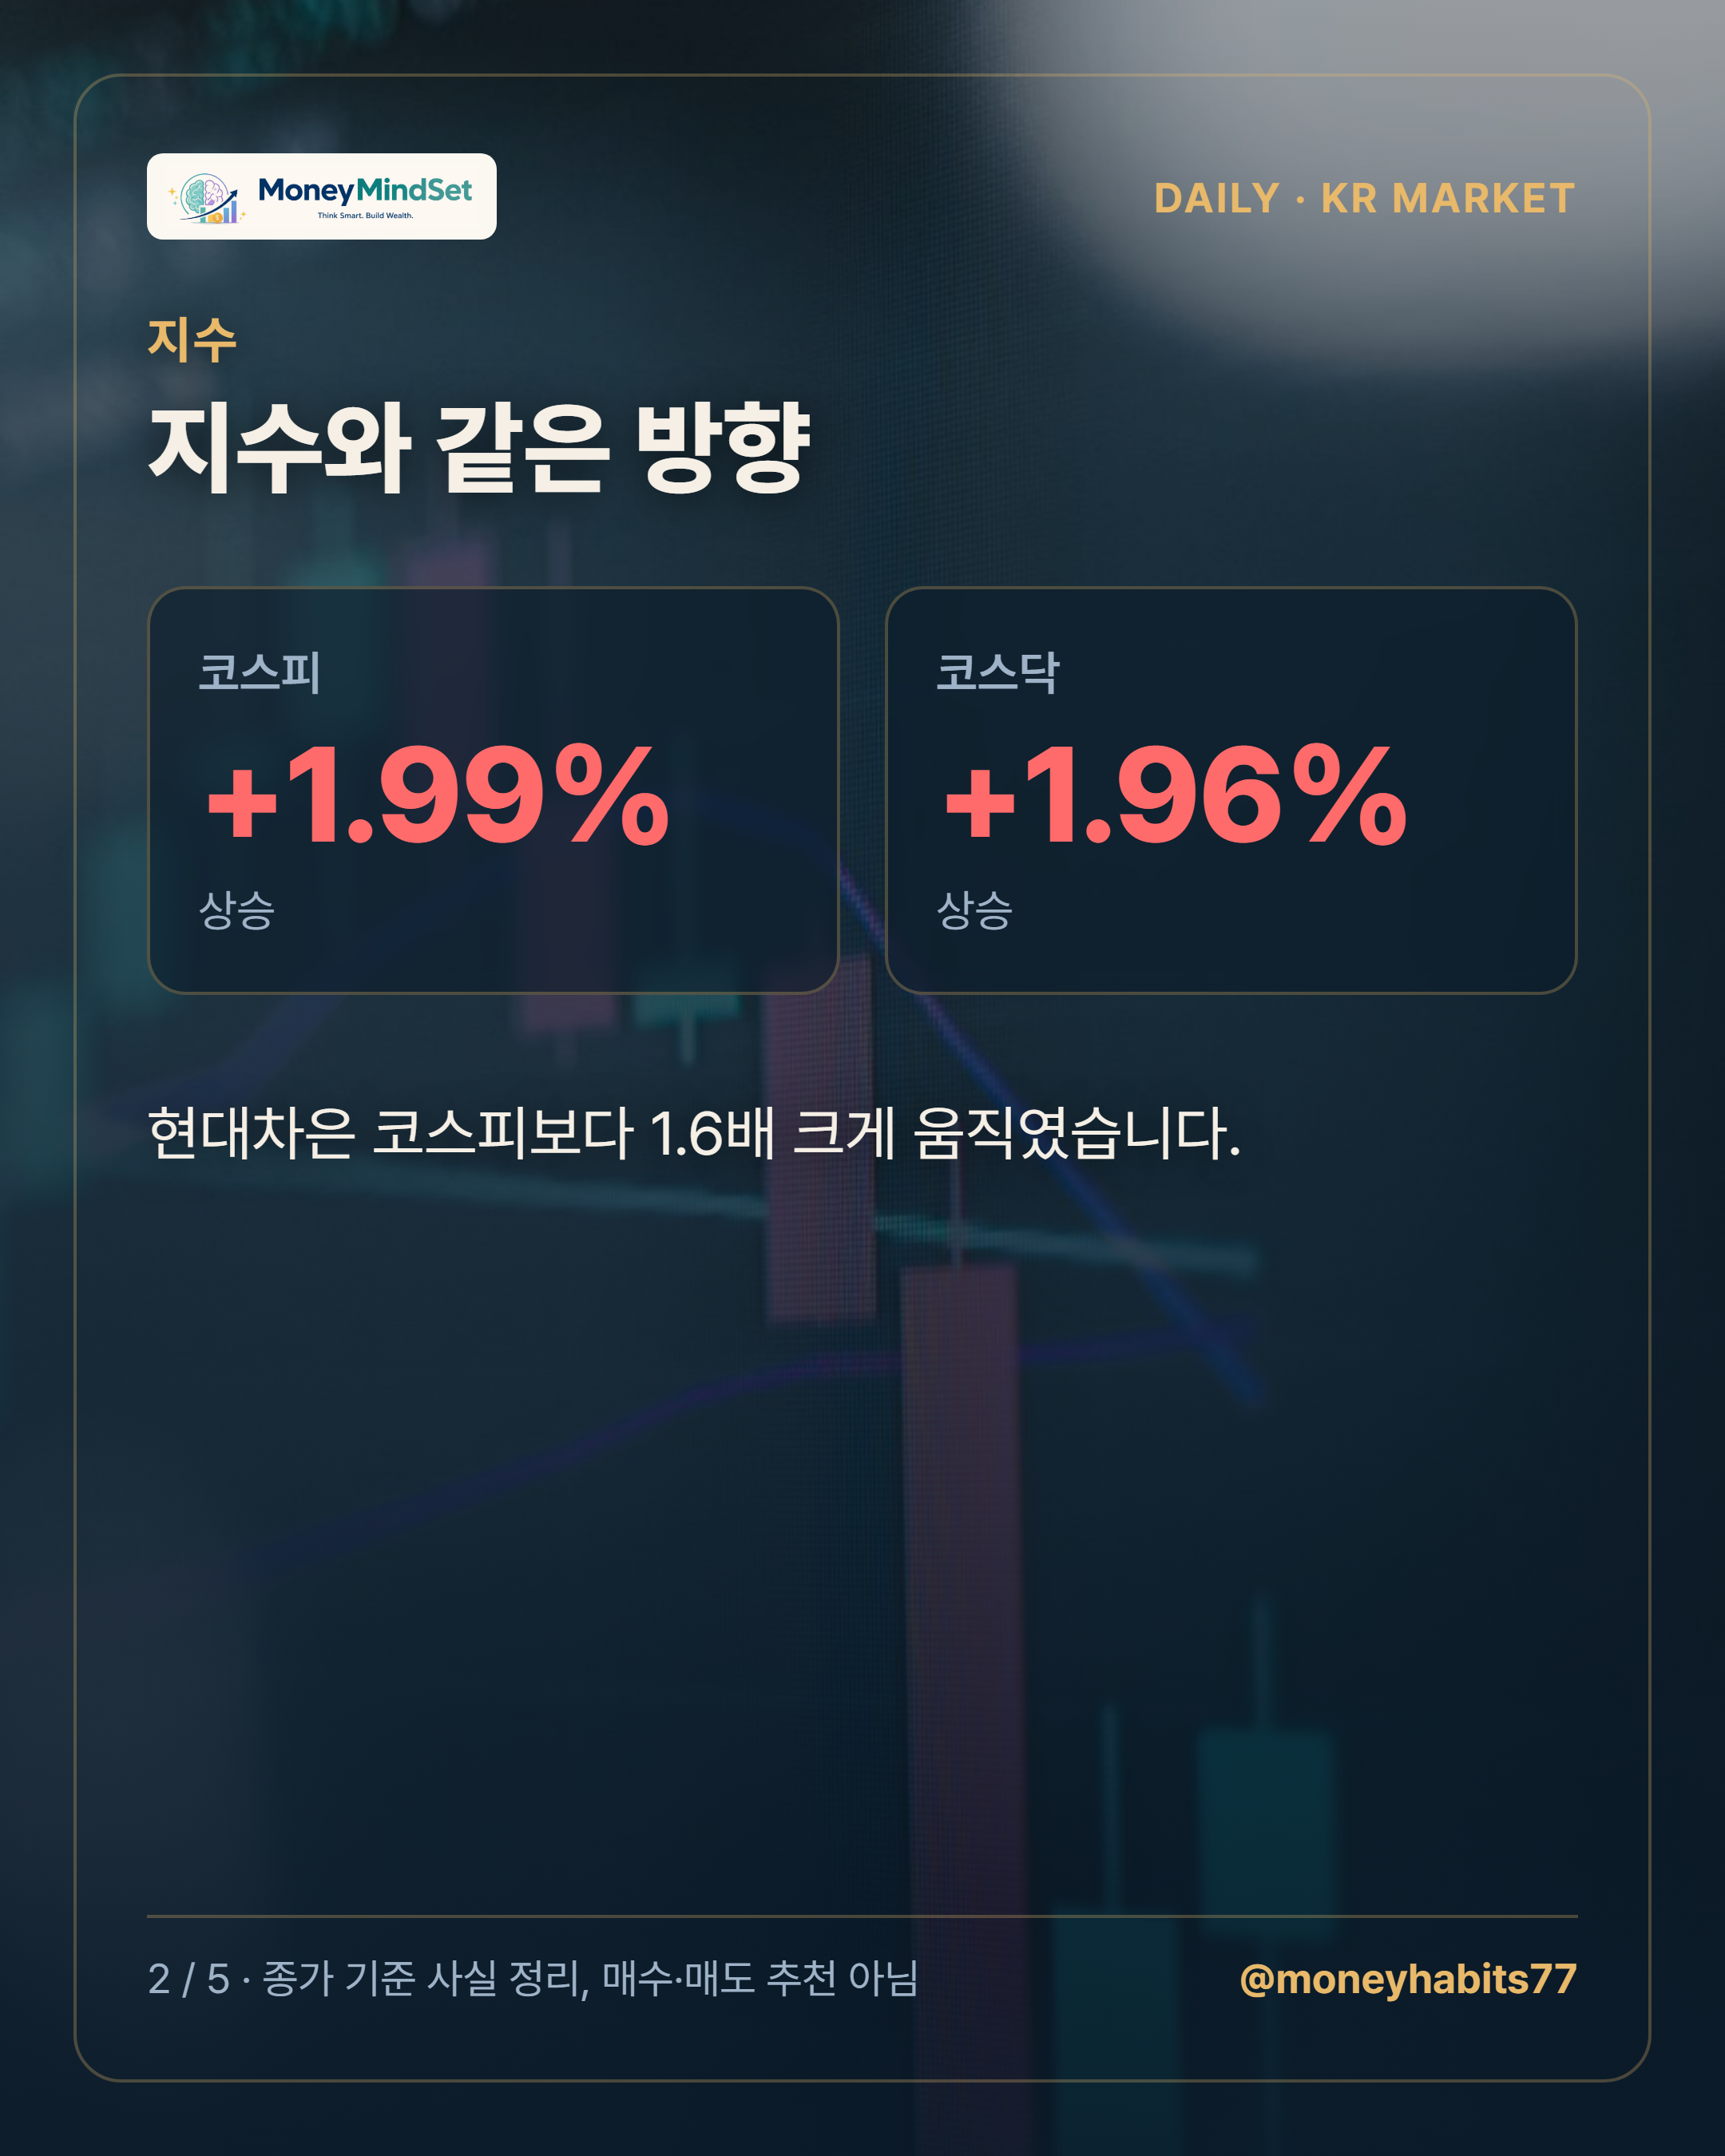 MoneyMindSet
Think Smart. Build Wealth.
DAILY · KR MARKET
지수
지수와 같은 방향
코스피
+1.99%
상승
코스닥
+1.96%
상승
현대차은 코스피보다 1.6배 크게 움직였습니다.
2 / 5 · 종가 기준 사실 정리, 매수·매도 추천 아님
@moneyhabits77